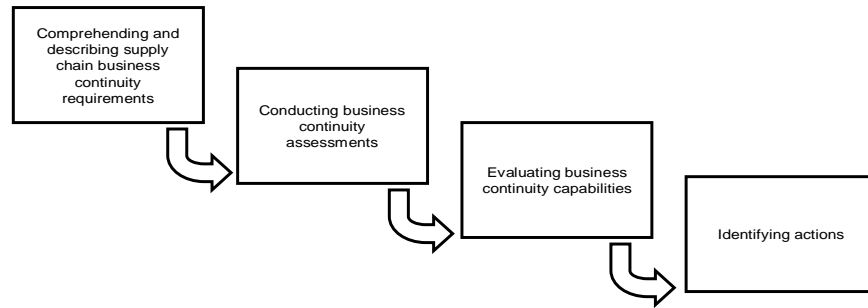 Comprehending and
describing supply
chain business
continuity
requirements
Conducting business
continuity
assessments
Evaluating business
continuity capabilities
Identifying actions